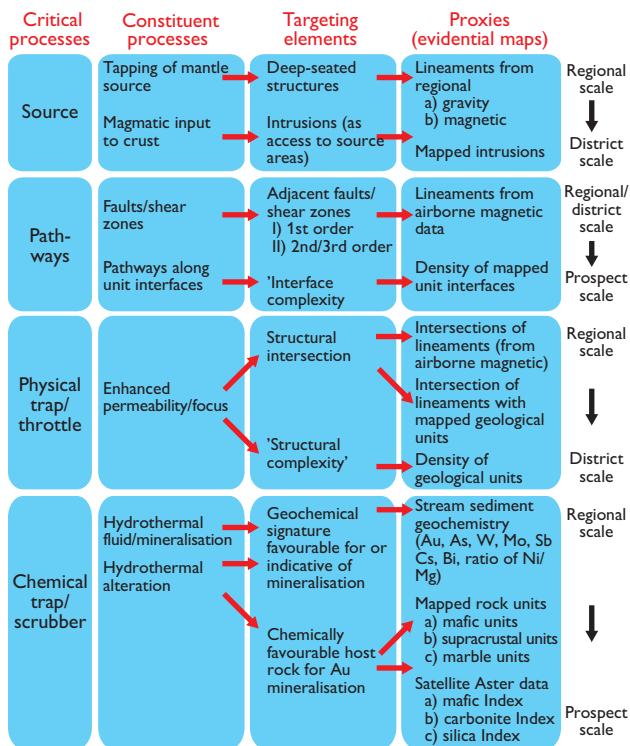 Critical
processes
Constituent
processes
Targeting
elements
Proxies
(evidential maps)
Source
Tapping of mantle
source
Magmatic input
to crust
Deep-seated
structures
Intrusions (as
access to source
areas)
Lineaments from
regional
a) gravity
b) magnetic
Mapped intrusions
Regional
scale
District
scale
Path-
ways
Faults/shear
zones
Pathways along
unit interfaces
Adjacent faults/
shear zones
I) 1st order
II) 2nd/3rd order
'Interface
complexity
Lineaments from
airborne magnetic
data
Density of mapped
unit interfaces
Regional/
district
scale
Prospect
scale
Physical
trap/
throttle
Enhanced
permeability/focus
Structural
intersection
'Structural
complexity'
Intersections of
lineaments (from
airborne magnetic)
Intersection of
lineaments with
mapped geological
units
Density of
geological units
Regional
scale
District
scale
Chemical
trap/
scrubber
Hydrothermal
fluid/mineralisation
Hydrothermal
alteration
Geochemical
signature
favourable for or
indicative of
mineralisation
Chemically
favourable host
rock for Au
mineralisation
Stream sediment
geochemistry
(Au, As, W, Mo, Sb
Cs, Bi, ratio of Ni/
Mg)
Mapped rock units
a) mafic units
b) supracrustal units
c) marble units
Satellite Aster data
a) mafic Index
b) carbonite Index
c) silica Index
Regional
scale
Prospect
scale